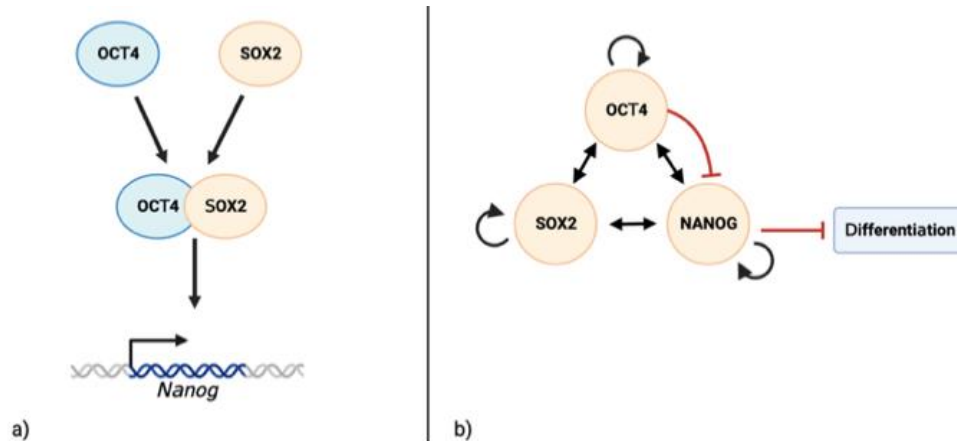 OCT4
SOX2
OCT4
SOX2
Nanog
a)
OCT4
SOX2
NANOG
Differentiation
b)